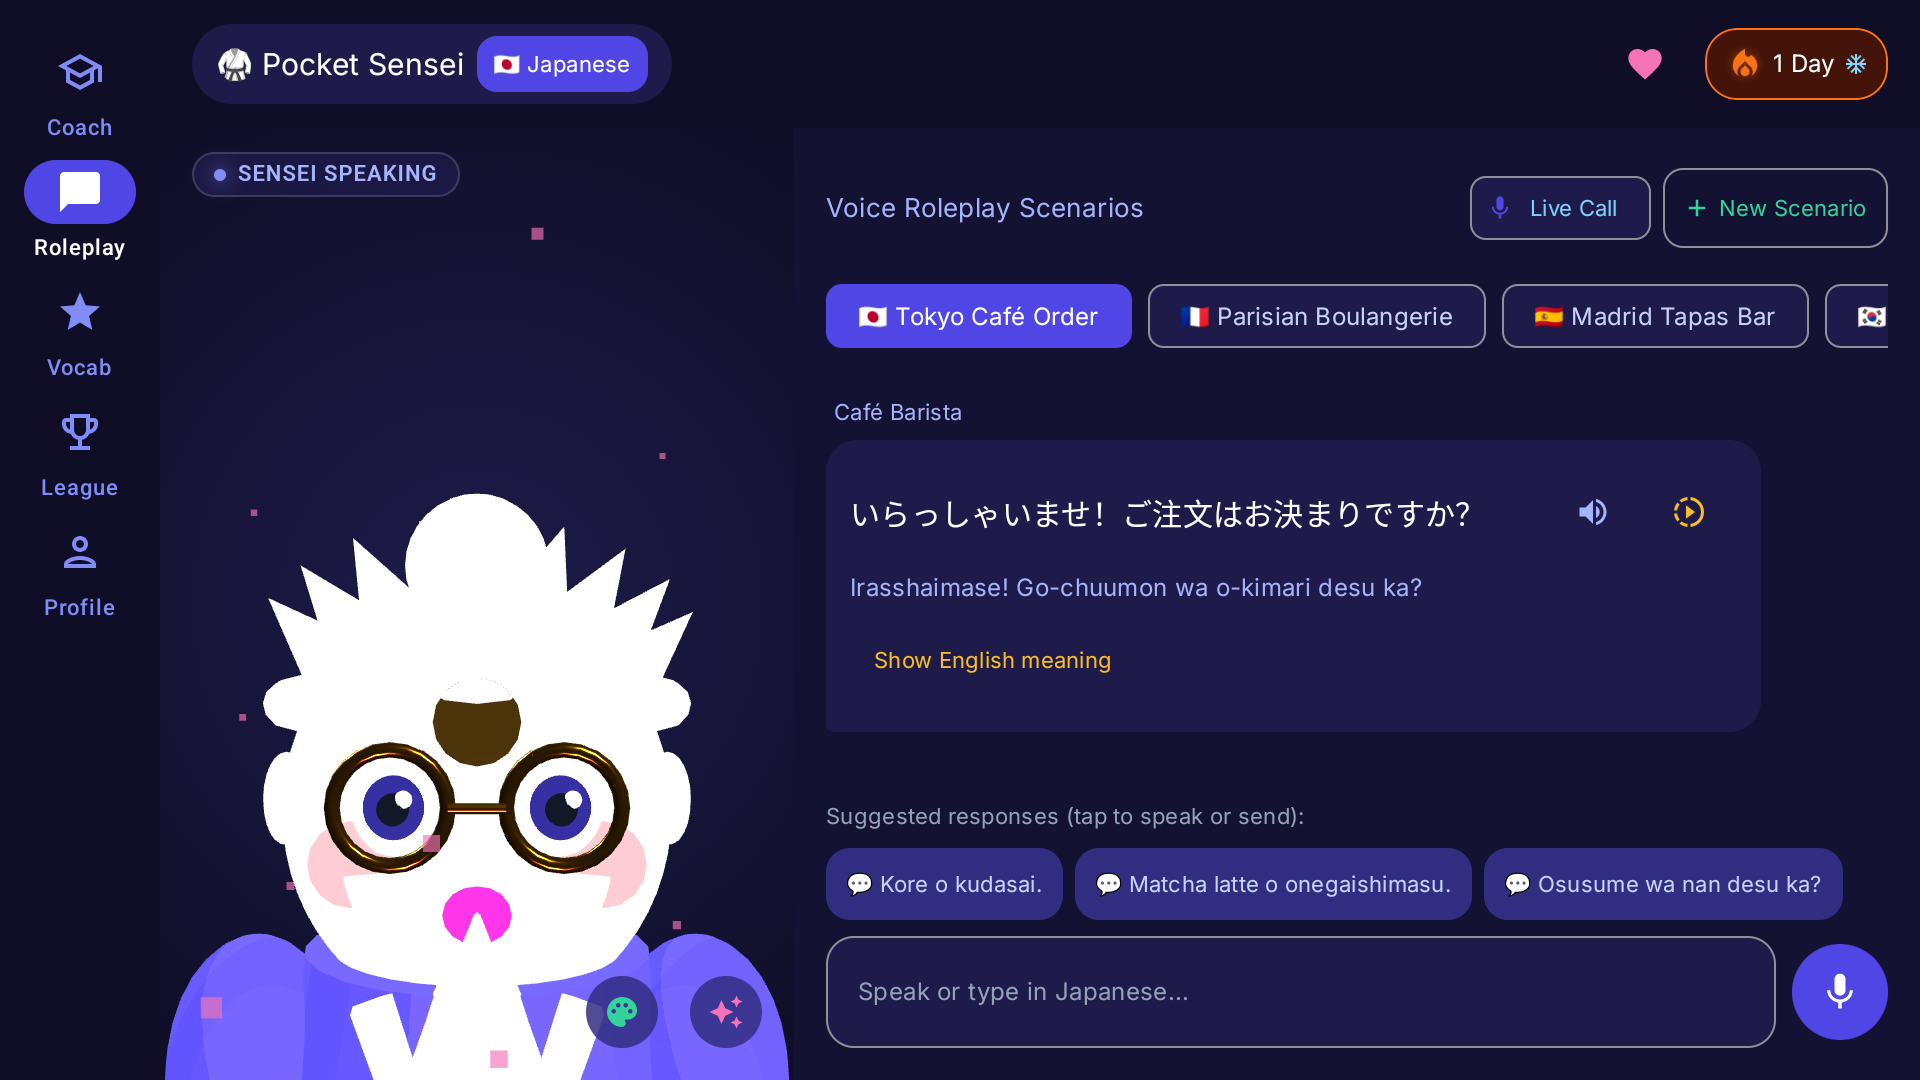 Pocket Sensei
Japanese
1 Day
Coach
Roleplay
Vocab
League
Profile
SENSEI SPEAKING
Voice Roleplay Scenarios
Live Call
New Scenario
Tokyo Café Order
Parisian Boulangerie
Madrid Tapas Bar
Café Barista
いらっしゃいませ！ご注文はお決まりですか？
Irasshaimase! Go-chuumon wa o-kimari desu ka?
Show English meaning
Suggested responses (tap to speak or send):
Kore o kudasai.
Matcha latte o onegaishimasu.
Osusume wa nan desu ka?
Speak or type in Japanese...